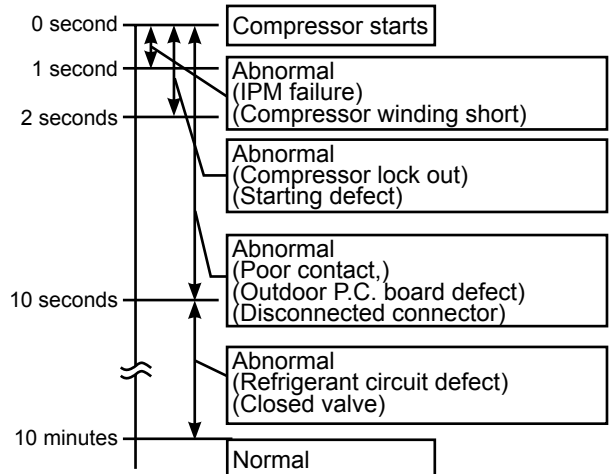 0 second
Compressor starts
1 second
Abnormal
(IPM failure)
(Compressor winding short)
2 seconds
Abnormal
(Compressor lock out)
(Starting defect)
Abnormal
(Poor contact,)
(Outdoor P.C. board defect)
(Disconnected connector)
10 seconds
Abnormal
(Refrigerant circuit defect)
(Closed valve)
10 minutes
Normal